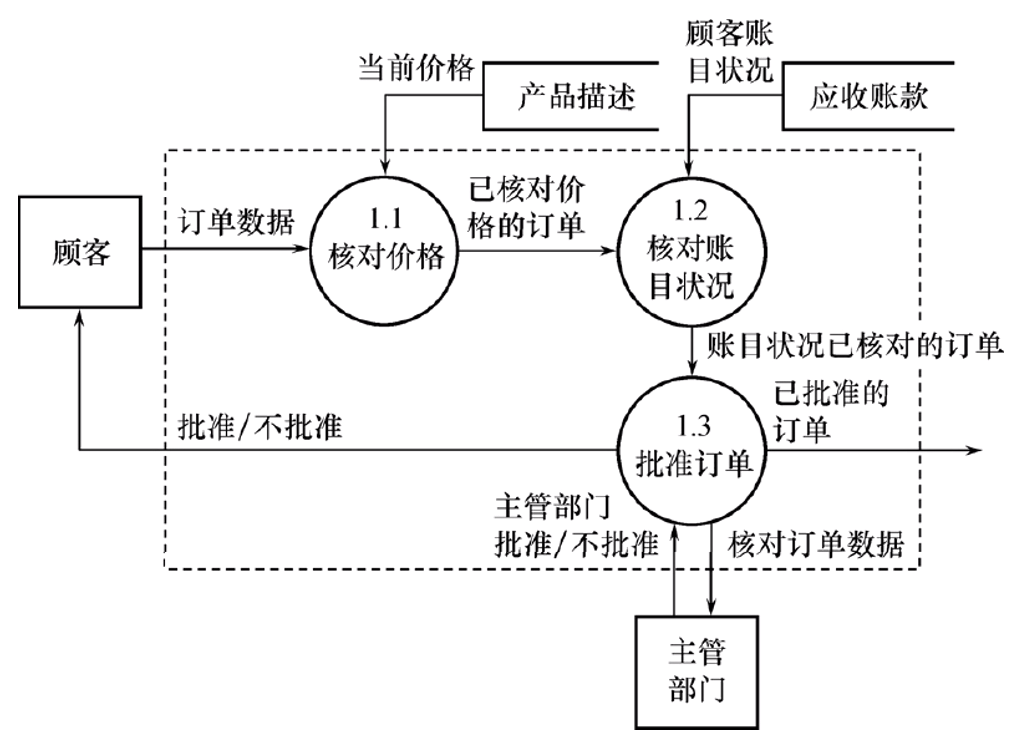 顾客账
目状况
当前价格
产品描述
应收账款
顾客
订单数据
1.1
核对价格
已核对价
格的订单
1.2
核对账
目状况
账目状况已核对的订单
批准/不批准
1.3
批准订单
已批准的
订单
主管部门
批准/不批准
核对订单数据
主管
部门